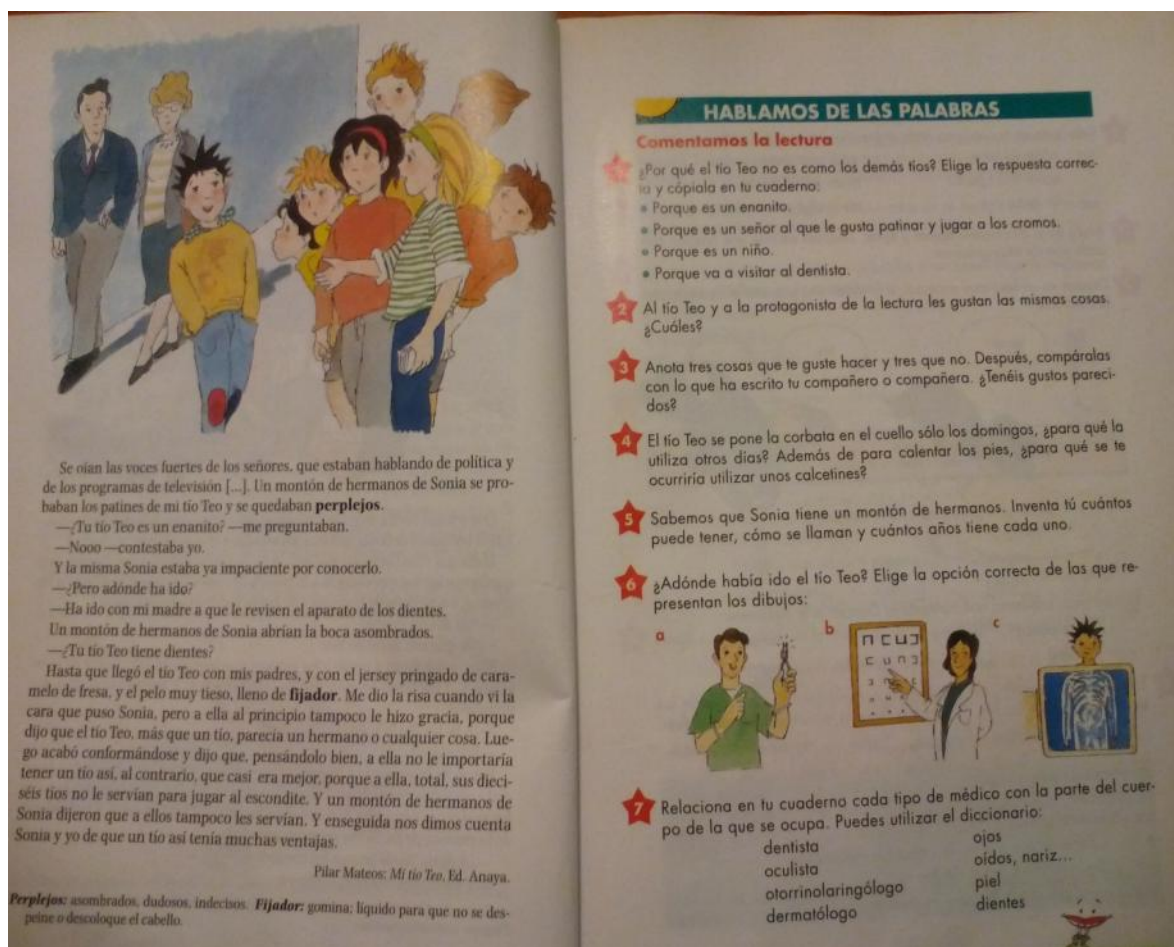 Se oían las voces fuertes de los señores, que estaban hablando de política y
de los programas de televisión [...]. Un montón de hermanos de Sonia se pro-
baban los patines de mi tío Teo y se quedaban perplejos.
—¿Tu tío Teo es un enanito? —me preguntaban.
—Nooo —contestaba yo.
Y la misma Sonia estaba ya impaciente por conocerlo.
—¿Pero adónde ha ido?
—Ha ido con mi madre a que le revisen el aparato de los dientes.
Un montón de hermanos de Sonia abrían la boca asombrados.
—¿Tu tío Teo tiene dientes?
Hasta que llegó el tío Teo con mis padres, y con el jersey pringado de cara-
melo de fresa, y el pelo muy tieso, lleno de fijador. Me dio la risa cuando vi la
cara que puso Sonia, pero a ella al principio tampoco le hizo gracia, porque
dijo que el tío Teo, más que un tío, parecía un hermano o cualquier cosa. Lue-
go acabó conformándose y dijo que, pensándolo bien, a ella no le importaría
tener un tío así, al contrario, que casi era mejor, porque a ella, total, sus dieci-
séis tíos no le servían para jugar al escondite. Y un montón de hermanos de
Sonia dijeron que a ellos tampoco les servían. Y enseguida nos dimos cuenta
Sonia y yo de que un tío así tenía muchas ventajas.
Pilar Mateos: Mi tío Teo, Ed. Anaya.
Perplejos: asombrados, dudosos, indecisos. Fijador: gomina; líquido para que no se des-
peine o descoloque el cabello.
HABLAMOS DE LAS PALABRAS
Comentamos la lectura
¿Por qué el tío Teo no es como los demás tíos? Elige la respuesta correc-
ta y cópiala en tu cuaderno:
• Porque es un enanito.
• Porque es un señor al que le gusta patinar y jugar a los cromos.
• Porque es un niño.
• Porque va a visitar al dentista.
2 Al tío Teo y a la protagonista de la lectura les gustan las mismas cosas.
¿Cuáles?
3 Anota tres cosas que te guste hacer y tres que no. Después, compáralas
con lo que ha escrito tu compañero o compañera. ¿Tenéis gustos pareci-
dos?
4 El tío Teo se pone la corbata en el cuello sólo los domingos, ¿para qué la
utiliza otros días? Además de para calentar los pies, ¿para qué se te
ocurriría utilizar unos calcetines?
5 Sabemos que Sonia tiene un montón de hermanos. Inventa tú cuántos
puede tener, cómo se llaman y cuántos años tiene cada uno.
6 ¿Adónde había ido el tío Teo? Elige la opción correcta de las que re-
presentan los dibujos:
a b c
7 Relaciona en tu cuaderno cada tipo de médico con la parte del cuer-
po de la que se ocupa. Puedes utilizar el diccionario:
dentista ojos
oculista oídos, nariz...
otorrinolaringólogo piel
dermatólogo dientes